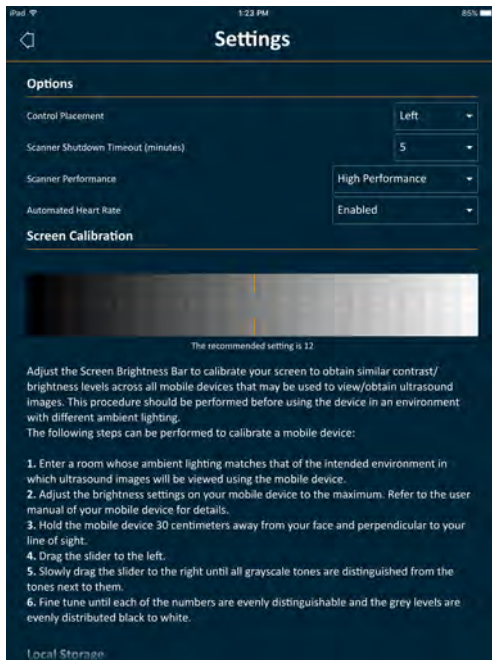 iPad 1:23 PM 85%
Settings
Options
Control Placement Left
Scanner Shutdown Timeout (minutes) 5
Scanner Performance High Performance
Automated Heart Rate Enabled
Screen Calibration
The recommended setting is 12
Adjust the Screen Brightness Bar to calibrate your screen to obtain similar contrast/
brightness levels across all mobile devices that may be used to view/obtain ultrasound
images. This procedure should be performed before using the device in an environment
with different ambient lighting.
The following steps can be performed to calibrate a mobile device:
1. Enter a room whose ambient lighting matches that of the intended environment in
which ultrasound images will be viewed using the mobile device.
2. Adjust the brightness settings on your mobile device to the maximum. Refer to the user
manual of your mobile device for details.
3. Hold the mobile device 30 centimeters away from your face and perpendicular to your
line of sight.
4. Drag the slider to the left.
5. Slowly drag the slider to the right until all grayscale tones are distinguished from the
tones next to them.
6. Fine tune until each of the numbers are evenly distinguishable and the grey levels are
evenly distributed black to white.
Local Storage